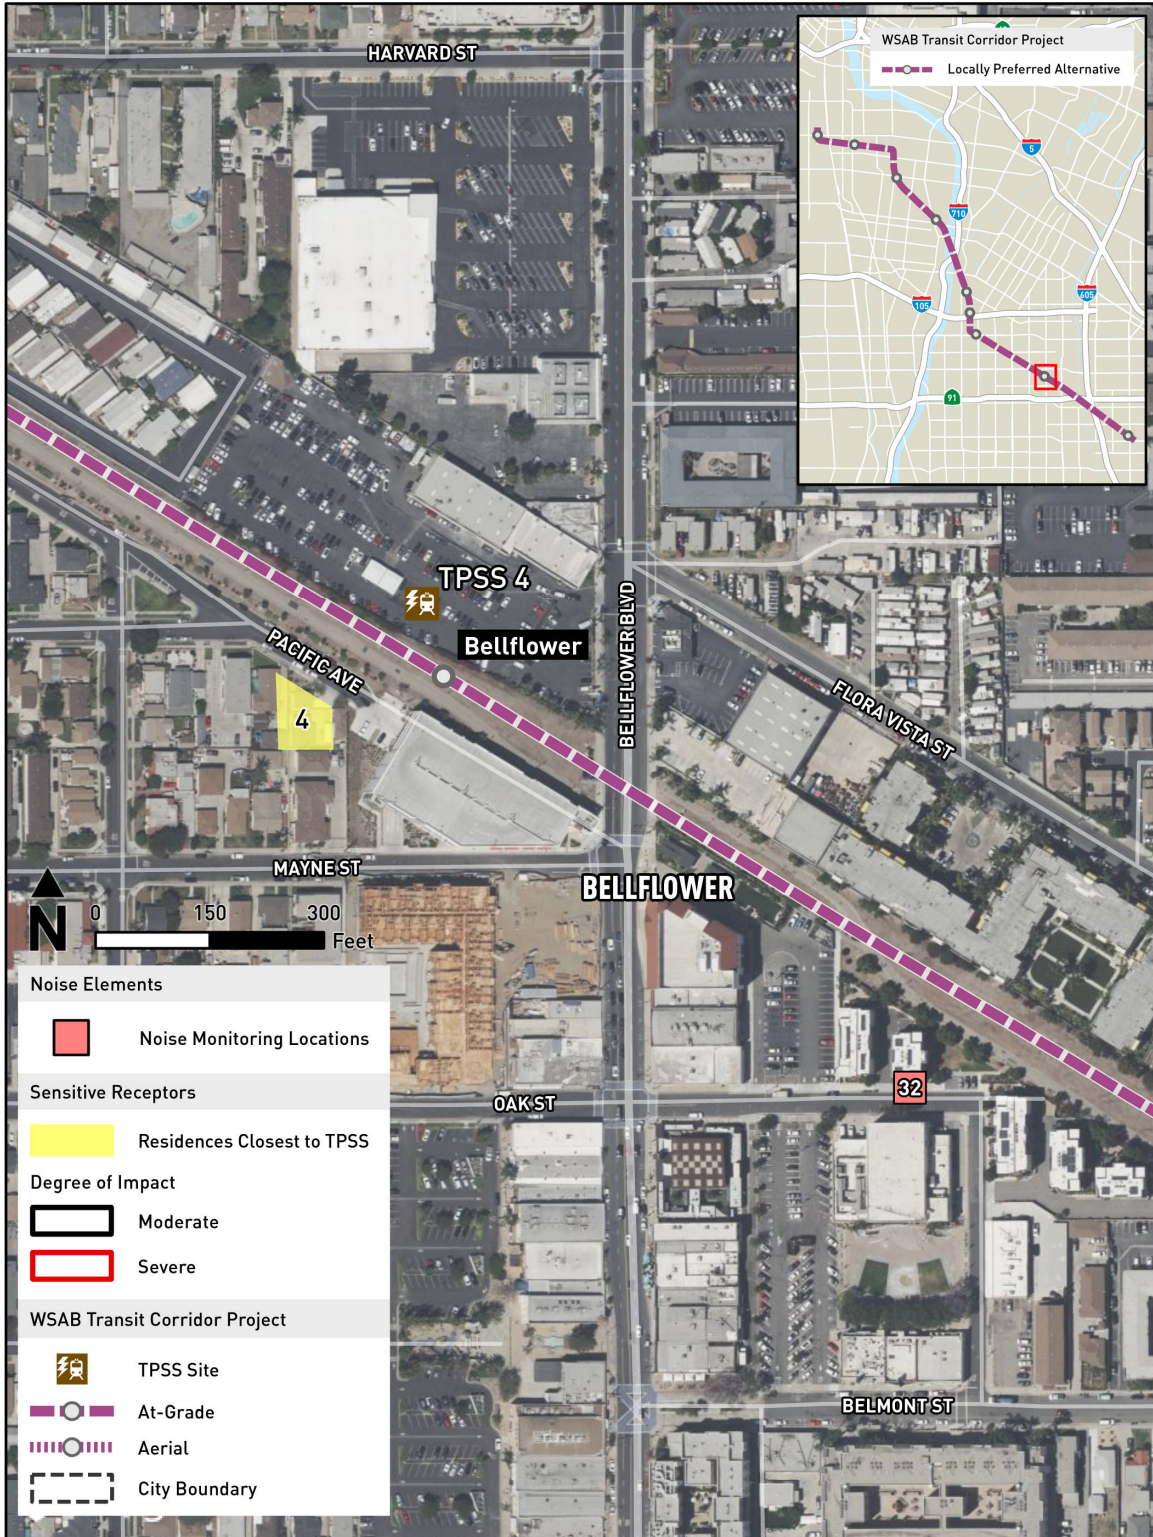 HARVARD ST
WSAB Transit Corridor Project
Locally Preferred Alternative
5
710
105
605
91
TPSS 4
Bellflower
BELLFLOWER BLVD
PACIFIC AVE
4
FLORA VISTA ST
MAYNE ST
BELLFLOWER
N
0 150 300
Feet
32
OAK ST
BELMONT ST
Noise Elements
Noise Monitoring Locations
Sensitive Receptors
Residences Closest to TPSS
Degree of Impact
Moderate
Severe
WSAB Transit Corridor Project
TPSS Site
At-Grade
Aerial
City Boundary